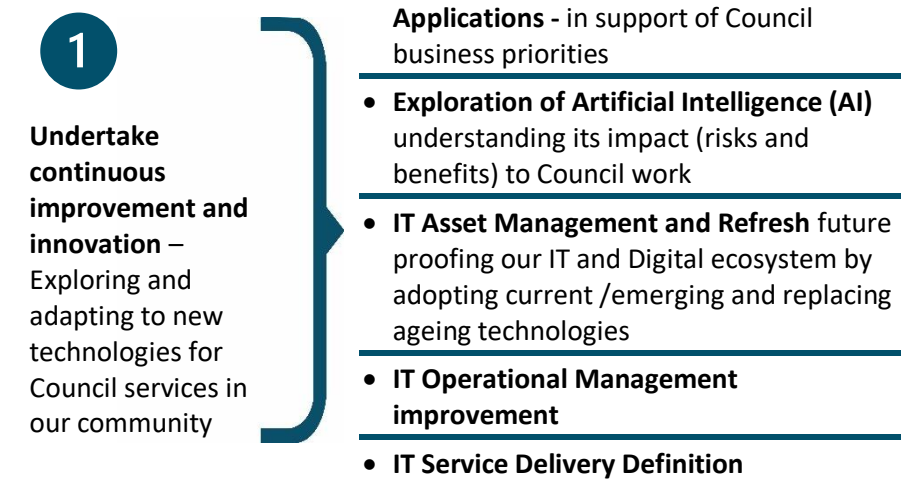 1
Undertake
continuous
improvement and
innovation –
Exploring and
adapting to new
technologies for
Council services in
our community
Applications - in support of Council
business priorities
• Exploration of Artificial Intelligence (AI)
understanding its impact (risks and
benefits) to Council work
• IT Asset Management and Refresh future
proofing our IT and Digital ecosystem by
adopting current /emerging and replacing
ageing technologies
• IT Operational Management
improvement
• IT Service Delivery Definition